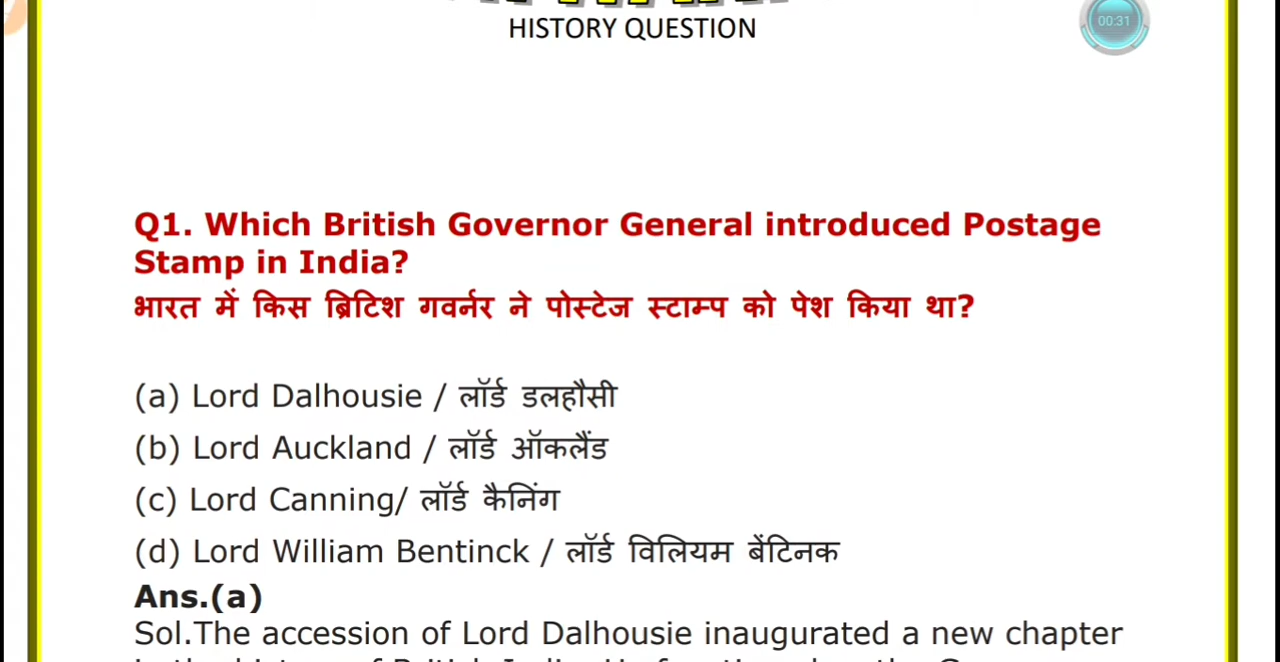 HISTORY QUESTION
00:31
Q1. Which British Governor General introduced Postage
Stamp in India?
भारत में किस ब्रिटिश गवर्नर ने पोस्टेज स्टाम्प को पेश किया था?
(a) Lord Dalhousie / लॉर्ड डलहौसी
(b) Lord Auckland / लॉर्ड ऑकलैंड
(c) Lord Canning/ लॉर्ड कैनिंग
(d) Lord William Bentinck / लॉर्ड विलियम बेंटिनक
Ans.(a)
Sol.The accession of Lord Dalhousie inaugurated a new chapter